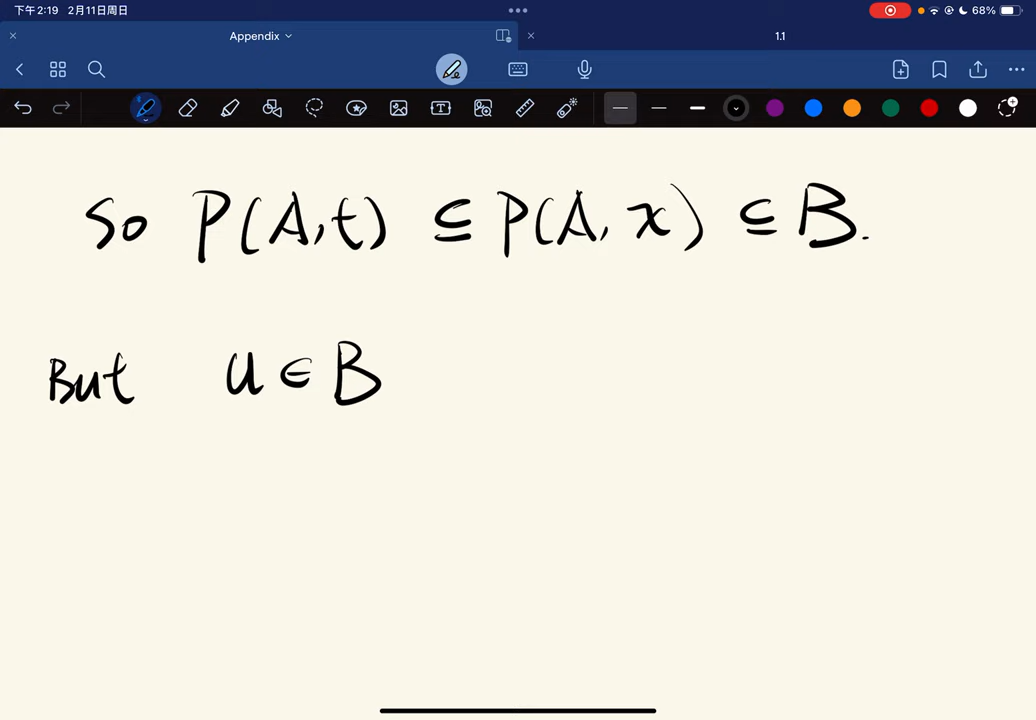 下午2:19 2月11日周日
68%
Appendix
1.1
So P(A,t) ⊆ P(A, x) ⊆ B.
But u ∈ B